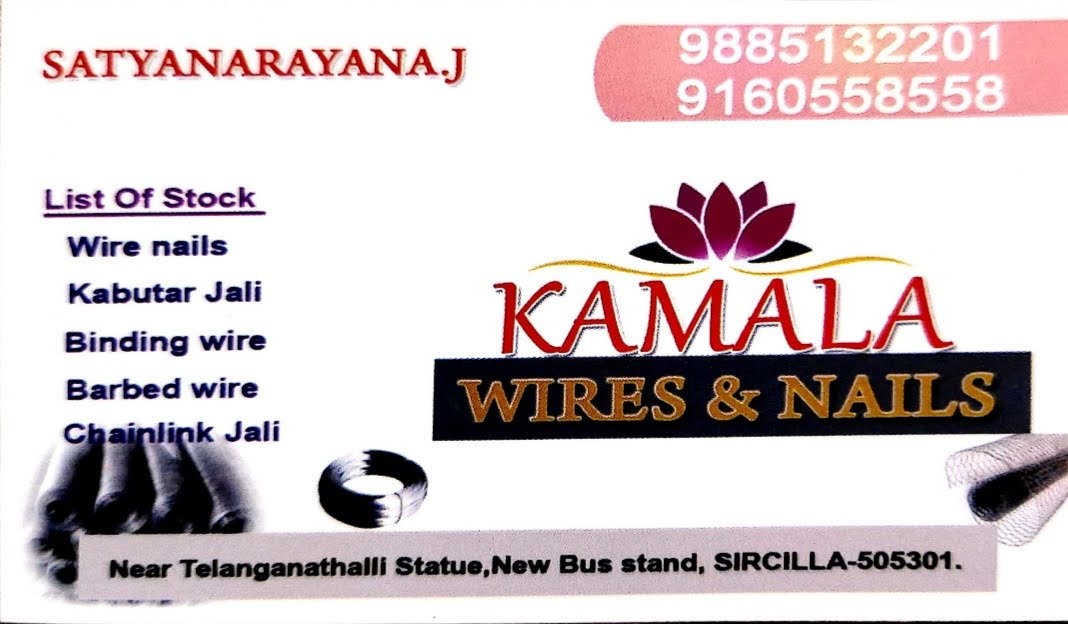 SATYANARAYANA.J
9885132201
9160558558
List Of Stock
Wire nails
Kabutar Jali
Binding wire
Barbed wire
Chainlink Jali
KAMALA
WIRES & NAILS
Near Telanganathalli Statue,New Bus stand, SIRCILLA-505301.